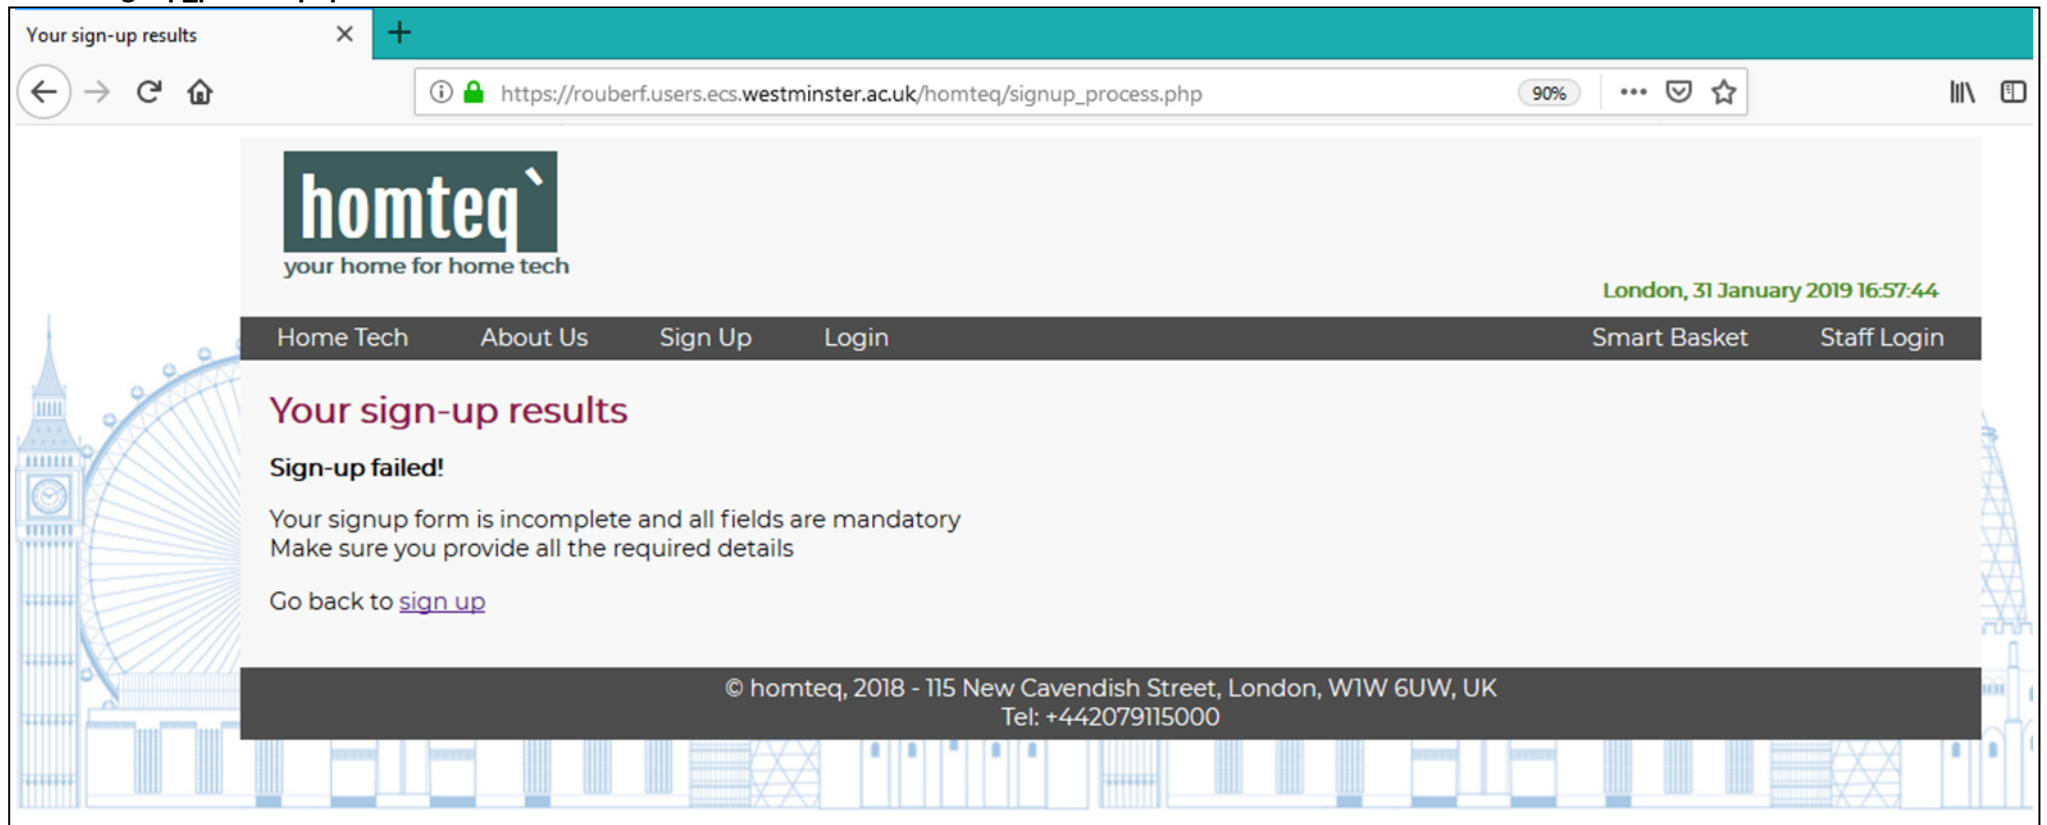 Your sign-up results
https://rouberf.users.ecs.westminster.ac.uk/homteq/signup_process.php
90%
homteq`
your home for home tech
London, 31 January 2019 16:57:44
Home Tech About Us Sign Up Login Smart Basket Staff Login
Your sign-up results
Sign-up failed!
Your signup form is incomplete and all fields are mandatory
Make sure you provide all the required details
Go back to sign up
© homteq, 2018 - 115 New Cavendish Street, London, W1W 6UW, UK
Tel: +442079115000